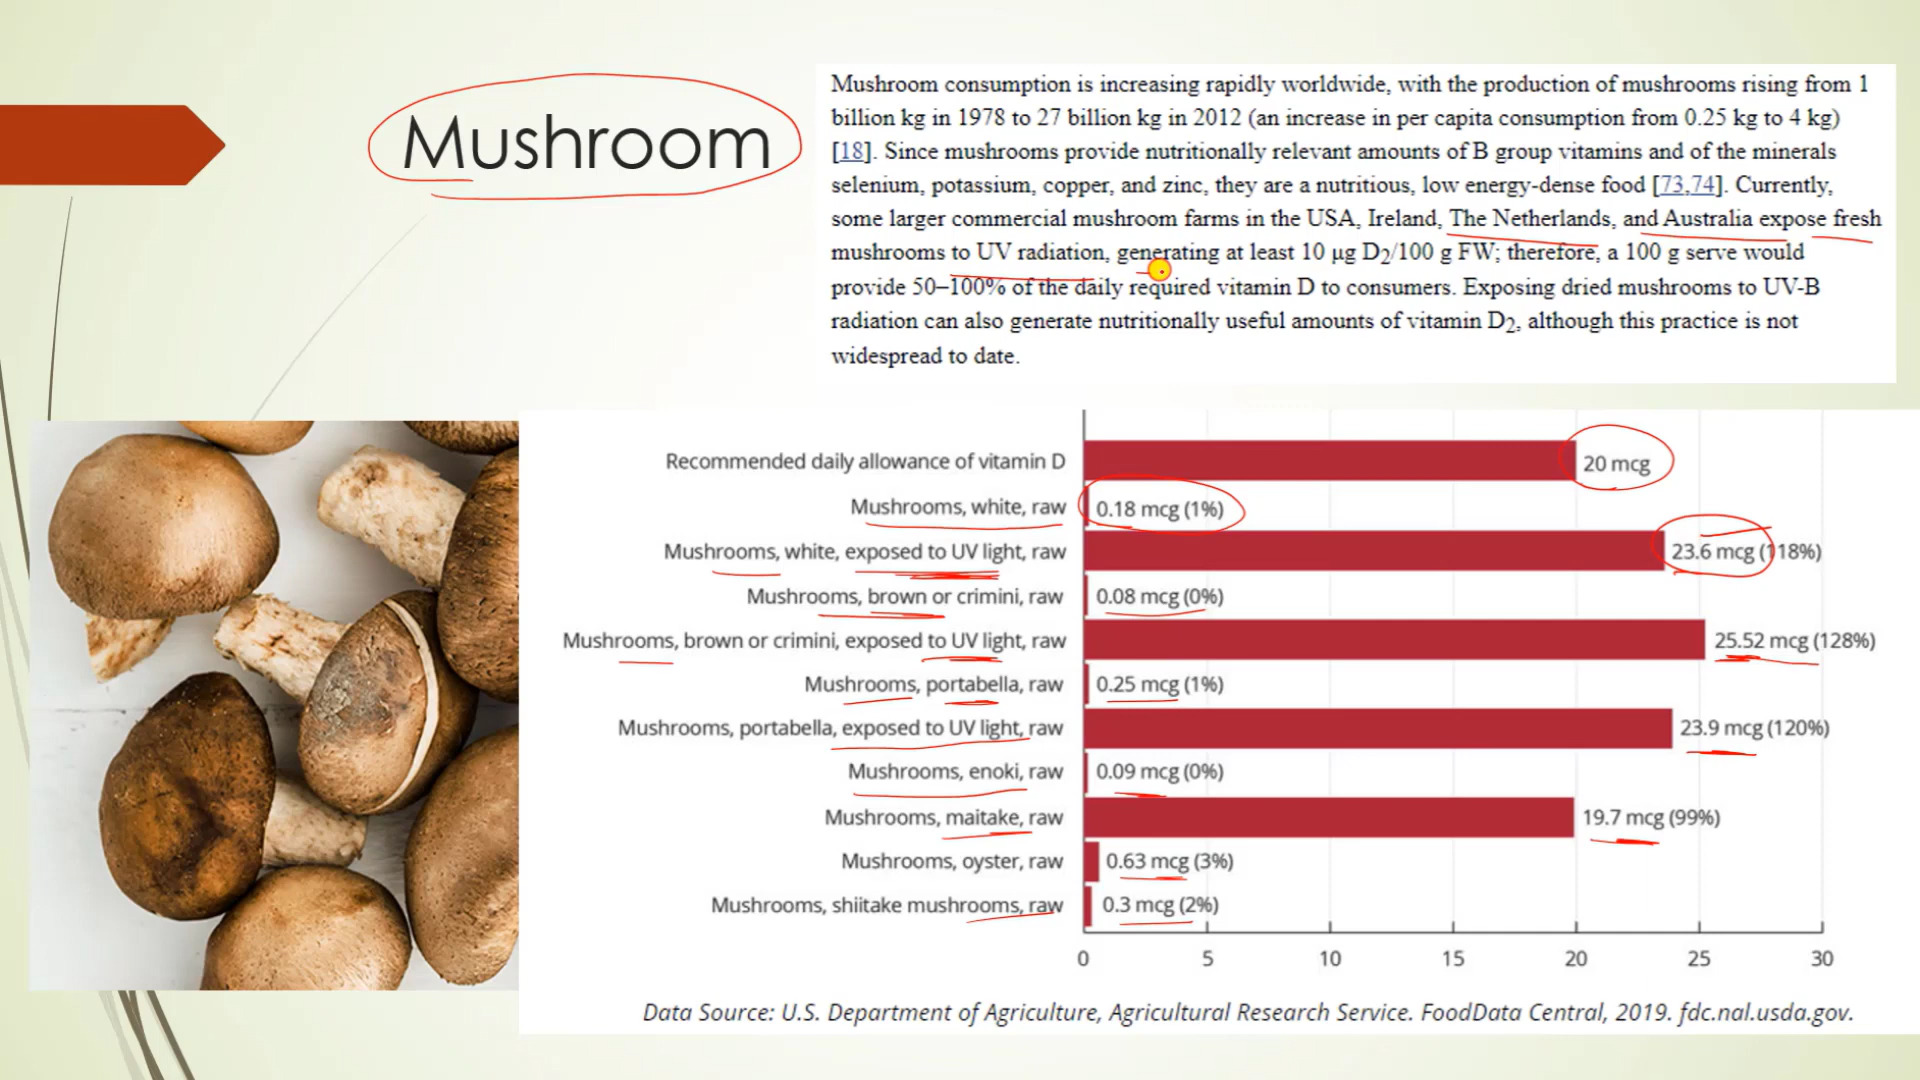 Mushroom
Mushroom consumption is increasing rapidly worldwide, with the production of mushrooms rising from 1
billion kg in 1978 to 27 billion kg in 2012 (an increase in per capita consumption from 0.25 kg to 4 kg)
[18]. Since mushrooms provide nutritionally relevant amounts of B group vitamins and of the minerals
selenium, potassium, copper, and zinc, they are a nutritious, low energy-dense food [73,74]. Currently,
some larger commercial mushroom farms in the USA, Ireland, The Netherlands, and Australia expose fresh
mushrooms to UV radiation, generating at least 10 µg D2/100 g FW; therefore, a 100 g serve would
provide 50–100% of the daily required vitamin D to consumers. Exposing dried mushrooms to UV-B
radiation can also generate nutritionally useful amounts of vitamin D2, although this practice is not
widespread to date.
Recommended daily allowance of vitamin D 20 mcg
Mushrooms, white, raw 0.18 mcg (1%)
Mushrooms, white, exposed to UV light, raw 23.6 mcg (118%)
Mushrooms, brown or crimini, raw 0.08 mcg (0%)
Mushrooms, brown or crimini, exposed to UV light, raw 25.52 mcg (128%)
Mushrooms, portabella, raw 0.25 mcg (1%)
Mushrooms, portabella, exposed to UV light, raw 23.9 mcg (120%)
Mushrooms, enoki, raw 0.09 mcg (0%)
Mushrooms, maitake, raw 19.7 mcg (99%)
Mushrooms, oyster, raw 0.63 mcg (3%)
Mushrooms, shiitake mushrooms, raw 0.3 mcg (2%)
0 5 10 15 20 25 30
Data Source: U.S. Department of Agriculture, Agricultural Research Service. FoodData Central, 2019. fdc.nal.usda.gov.